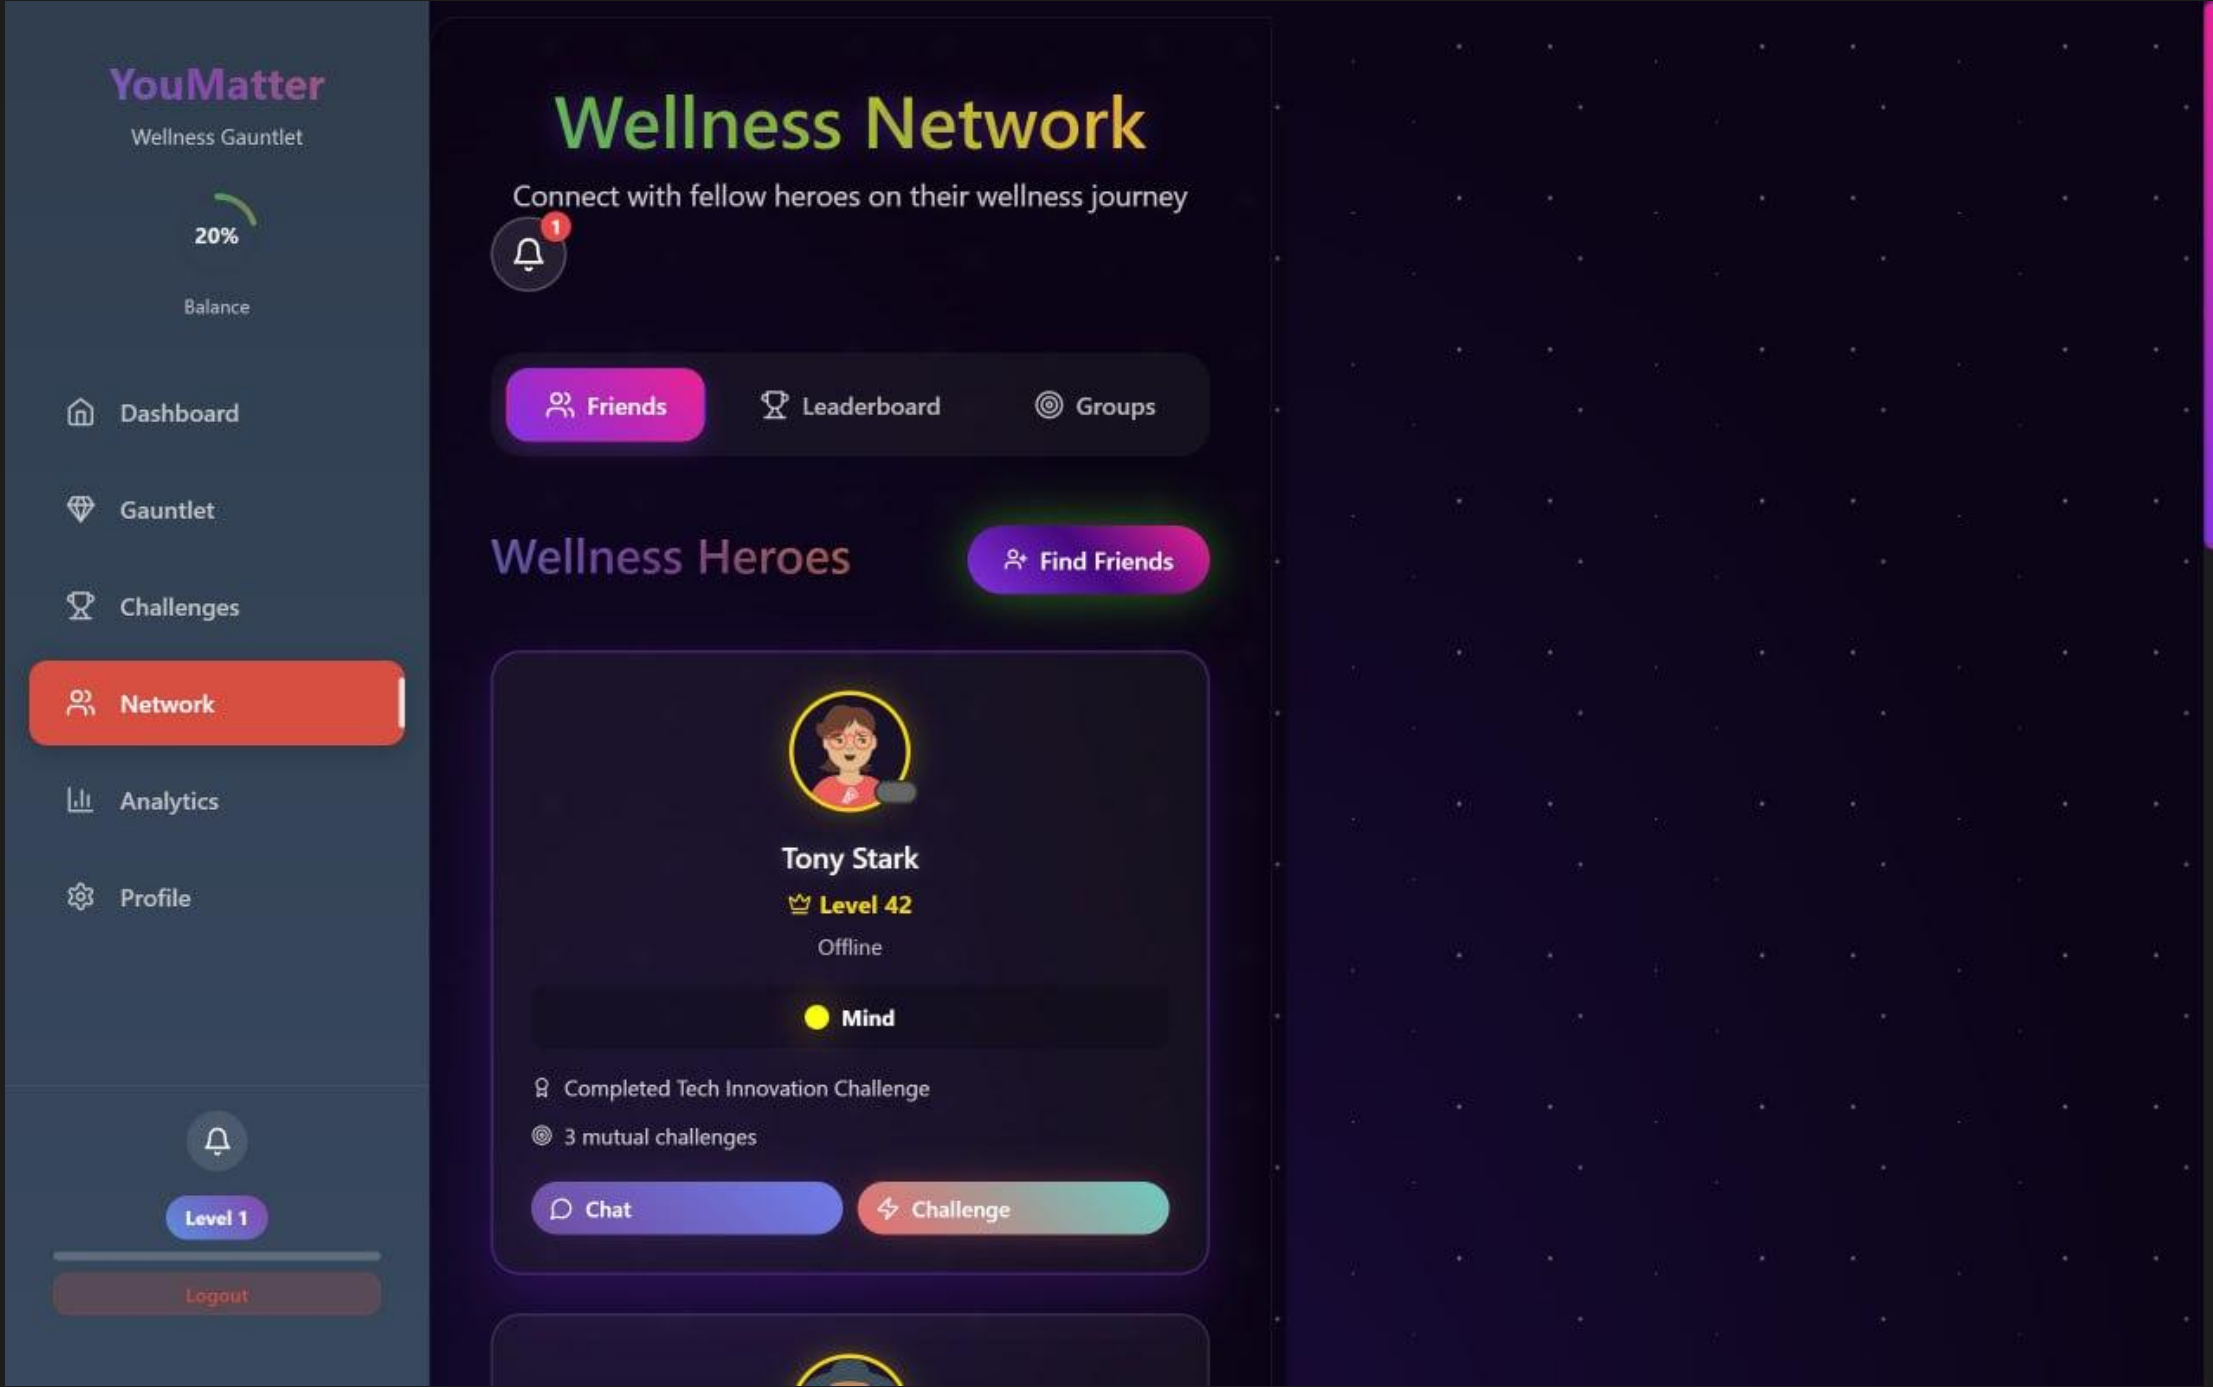 YouMatter
Wellness Gauntlet
20%
Balance
Dashboard
Gauntlet
Challenges
Network
Analytics
Profile
Level 1
Logout
Wellness Network
Connect with fellow heroes on their wellness journey
1
Friends
Leaderboard
Groups
Wellness Heroes
Find Friends
Tony Stark
Level 42
Offline
Mind
Completed Tech Innovation Challenge
3 mutual challenges
Chat
Challenge